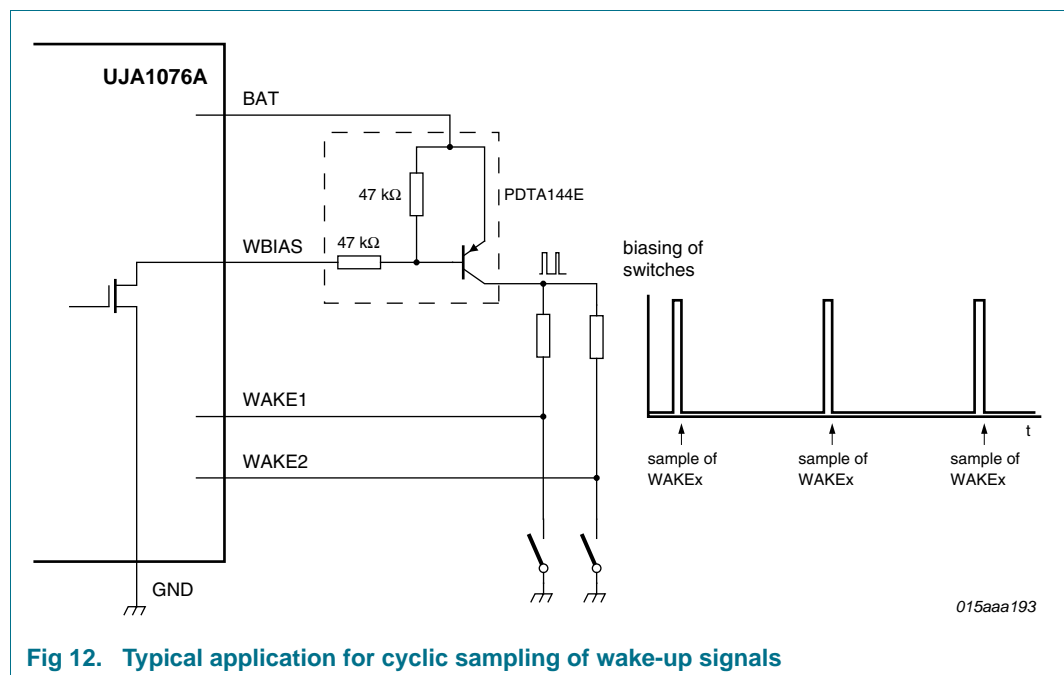 UJA1076A
BAT
47 kΩ
PDTA144E
WBIAS
47 kΩ
biasing of
switches
WAKE1
t
sample of
WAKEx
sample of
WAKEx
sample of
WAKEx
WAKE2
GND
015aaa193
Fig 12. Typical application for cyclic sampling of wake-up signals